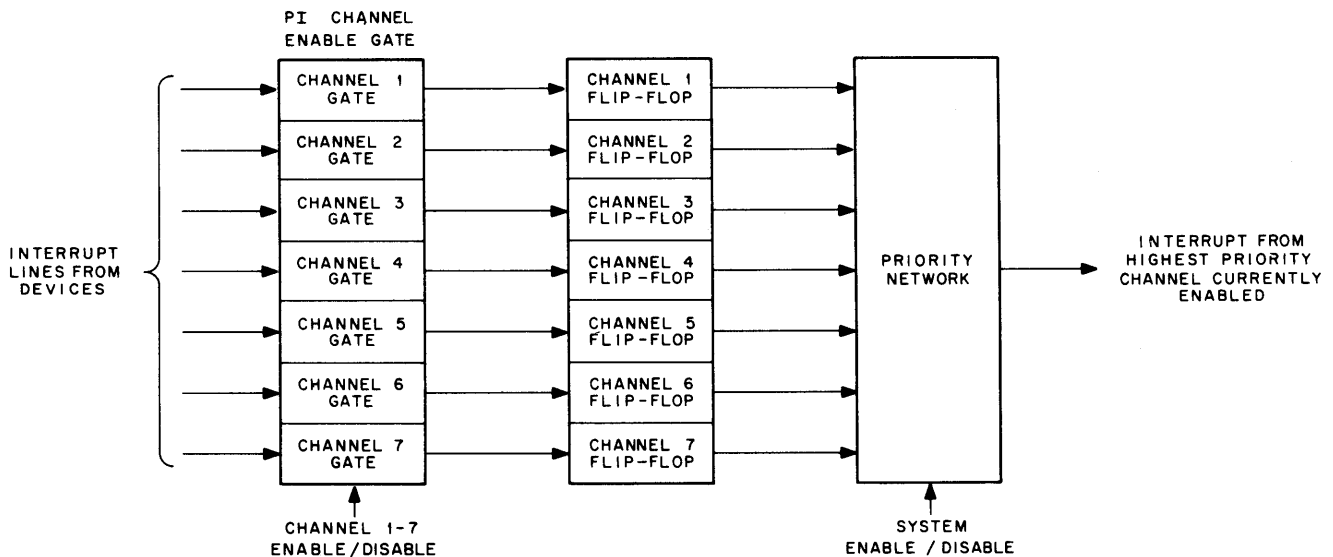 PI CHANNEL
ENABLE GATE
INTERRUPT
LINES FROM
DEVICES
CHANNEL 1
GATE
CHANNEL 2
GATE
CHANNEL 3
GATE
CHANNEL 4
GATE
CHANNEL 5
GATE
CHANNEL 6
GATE
CHANNEL 7
GATE
CHANNEL 1-7
ENABLE/DISABLE
CHANNEL 1
FLIP-FLOP
CHANNEL 2
FLIP-FLOP
CHANNEL 3
FLIP-FLOP
CHANNEL 4
FLIP-FLOP
CHANNEL 5
FLIP-FLOP
CHANNEL 6
FLIP-FLOP
CHANNEL 7
FLIP-FLOP
PRIORITY
NETWORK
SYSTEM
ENABLE / DISABLE
INTERRUPT FROM
HIGHEST PRIORITY
CHANNEL CURRENTLY
ENABLED